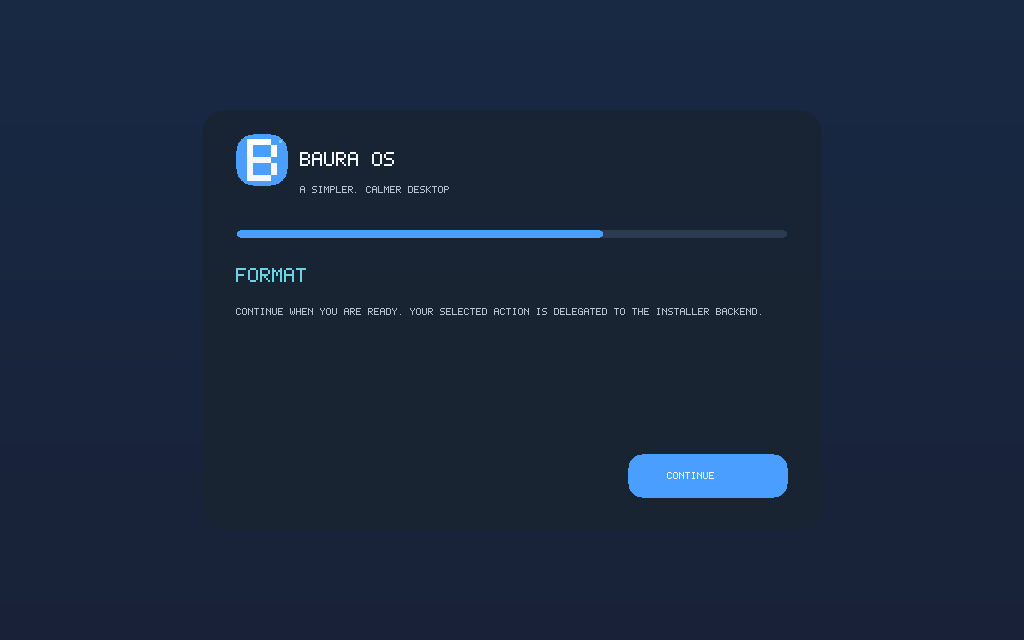 B
BAURA OS
A SIMPLER. CALMER DESKTOP
FORMAT
CONTINUE WHEN YOU ARE READY. YOUR SELECTED ACTION IS DELEGATED TO THE INSTALLER BACKEND.
CONTINUE